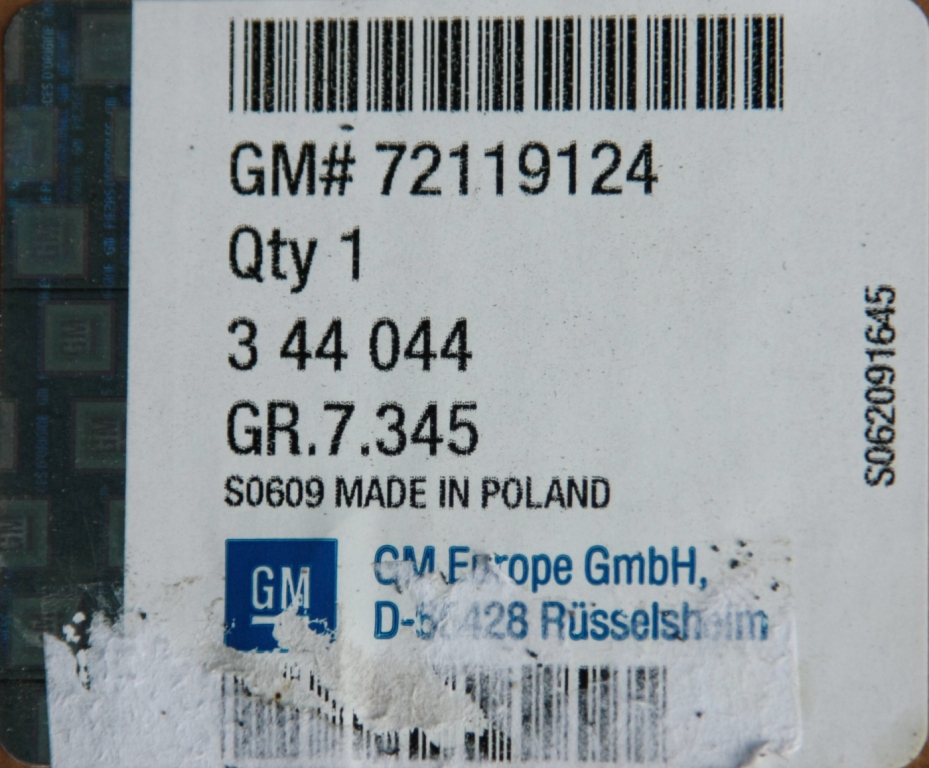 GM# 72119124
Qty 1
3 44 044
GR.7.345
S0609 MADE IN POLAND
GM
GM Europe GmbH,
Rüsselsheim
S062091645
GM